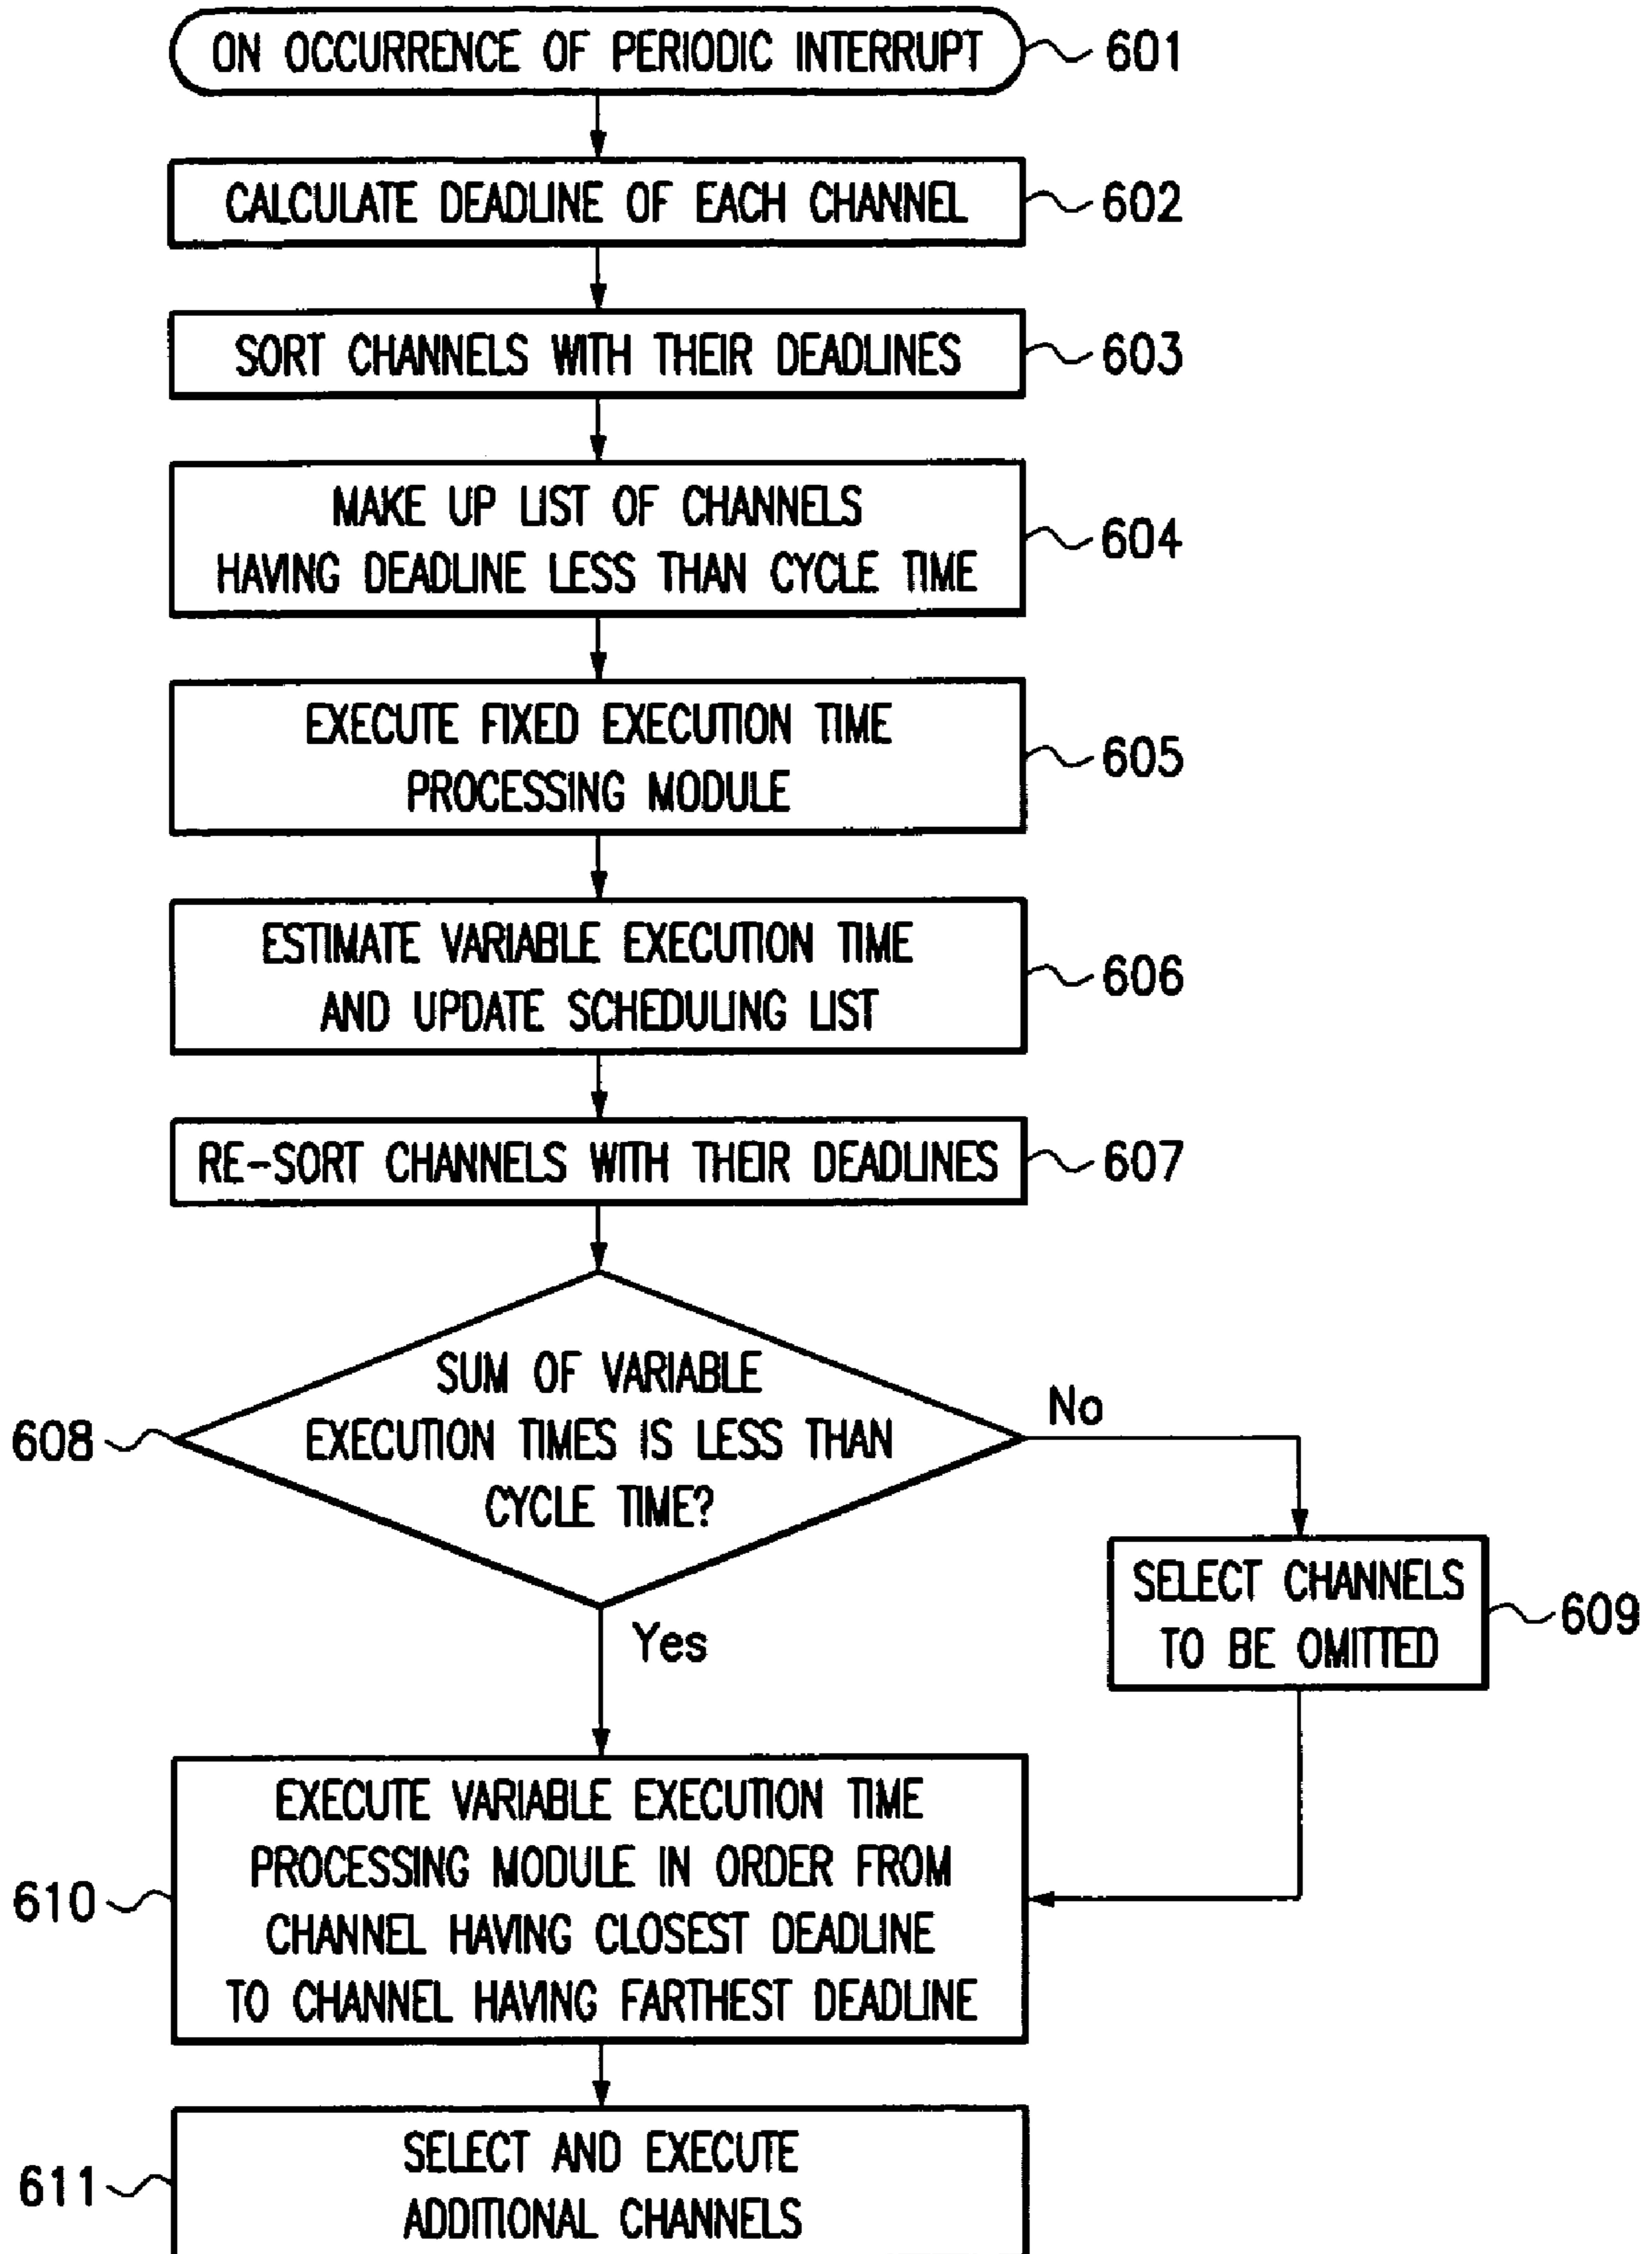 ON OCCURRENCE OF PERIODIC INTERRUPT
601
CALCULATE DEADLINE OF EACH CHANNEL
602
SORT CHANNELS WITH THEIR DEADLINES
603
MAKE UP LIST OF CHANNELS
HAVING DEADLINE LESS THAN CYCLE TIME
604
EXECUTE FIXED EXECUTION TIME
PROCESSING MODULE
605
ESTIMATE VARIABLE EXECUTION TIME
AND UPDATE SCHEDULING LIST
606
RE-SORT CHANNELS WITH THEIR DEADLINES
607
SUM OF VARIABLE
EXECUTION TIMES IS LESS THAN
CYCLE TIME?
608
No
Yes
SELECT CHANNELS
TO BE OMITTED
609
EXECUTE VARIABLE EXECUTION TIME
PROCESSING MODULE IN ORDER FROM
CHANNEL HAVING CLOSEST DEADLINE
TO CHANNEL HAVING FARTHEST DEADLINE
610
SELECT AND EXECUTE
ADDITIONAL CHANNELS
611